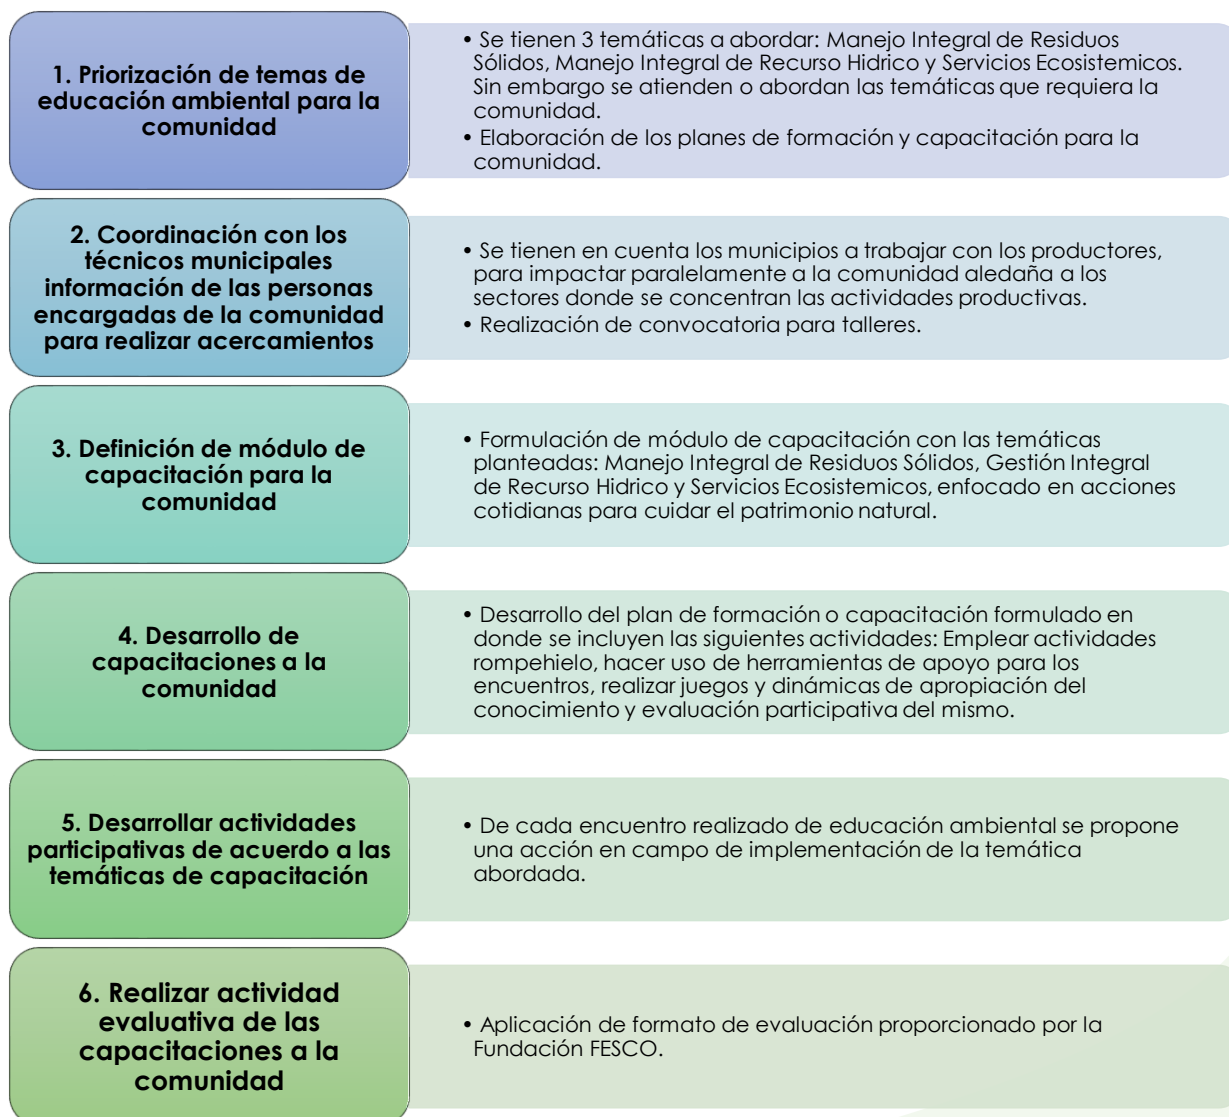 1. Priorización de temas de
educación ambiental para la
comunidad
• Se tienen 3 temáticas a abordar: Manejo Integral de Residuos
Sólidos, Manejo Integral de Recurso Hidrico y Servicios Ecosistemicos.
Sin embargo se atienden o abordan las temáticas que requiera la
comunidad.
• Elaboración de los planes de formación y capacitación para la
comunidad.
2. Coordinación con los
técnicos municipales
información de las personas
encargadas de la comunidad
para realizar acercamientos
• Se tienen en cuenta los municipios a trabajar con los productores,
para impactar paralelamente a la comunidad aledaña a los
sectores donde se concentran las actividades productivas.
• Realización de convocatoria para talleres.
3. Definición de módulo de
capacitación para la
comunidad
• Formulación de módulo de capacitación con las temáticas
planteadas: Manejo Integral de Residuos Sólidos, Gestión Integral
de Recurso Hidrico y Servicios Ecosistemicos, enfocado en acciones
cotidianas para cuidar el patrimonio natural.
4. Desarrollo de
capacitaciones a la
comunidad
• Desarrollo del plan de formación o capacitación formulado en
donde se incluyen las siguientes actividades: Emplear actividades
rompehielo, hacer uso de herramientas de apoyo para los
encuentros, realizar juegos y dinámicas de apropiación del
conocimiento y evaluación participativa del mismo.
5. Desarrollar actividades
participativas de acuerdo a las
temáticas de capacitación
• De cada encuentro realizado de educación ambiental se propone
una acción en campo de implementación de la temática
abordada.
6. Realizar actividad
evaluativa de las
capacitaciones a la
comunidad
• Aplicación de formato de evaluación proporcionado por la
Fundación FESCO.